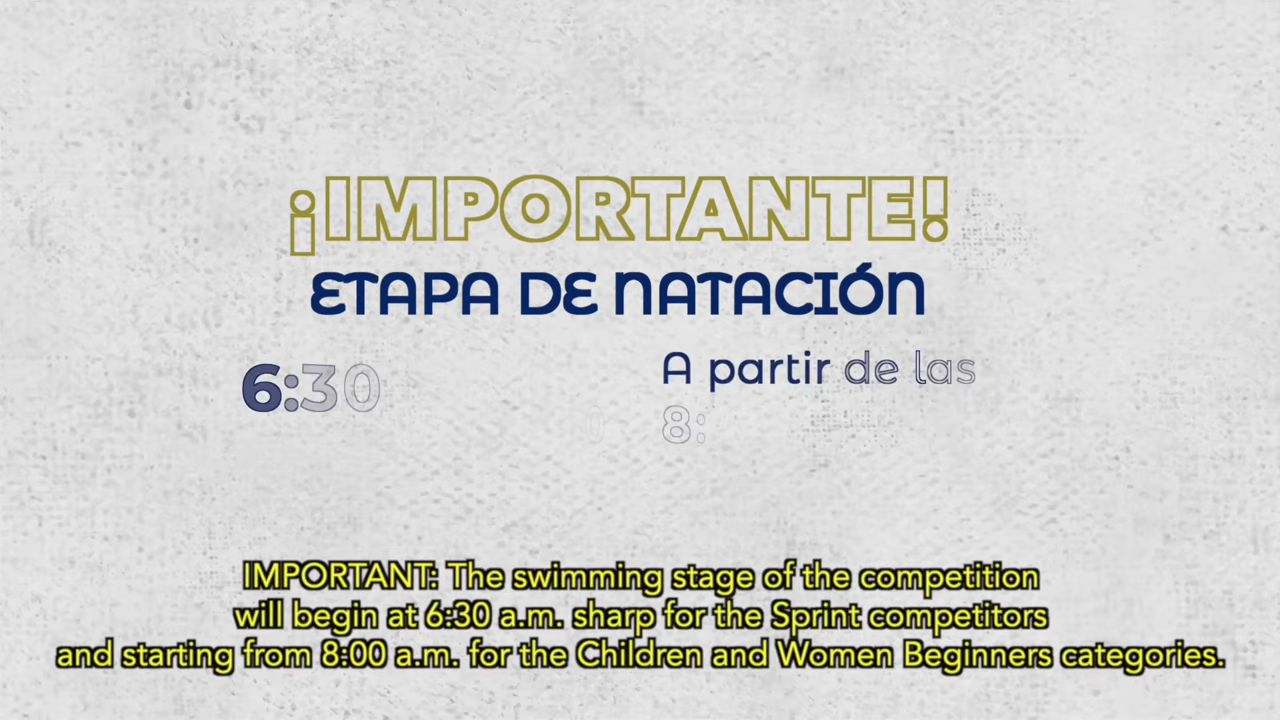 ¡IMPORTANTE!
ETAPA DE NATACIÓN
6:30
A partir de las
8:
IMPORTANT: The swimming stage of the competition
will begin at 6:30 a.m. sharp for the Sprint competitors
and starting from 8:00 a.m. for the Children and Women Beginners categories.